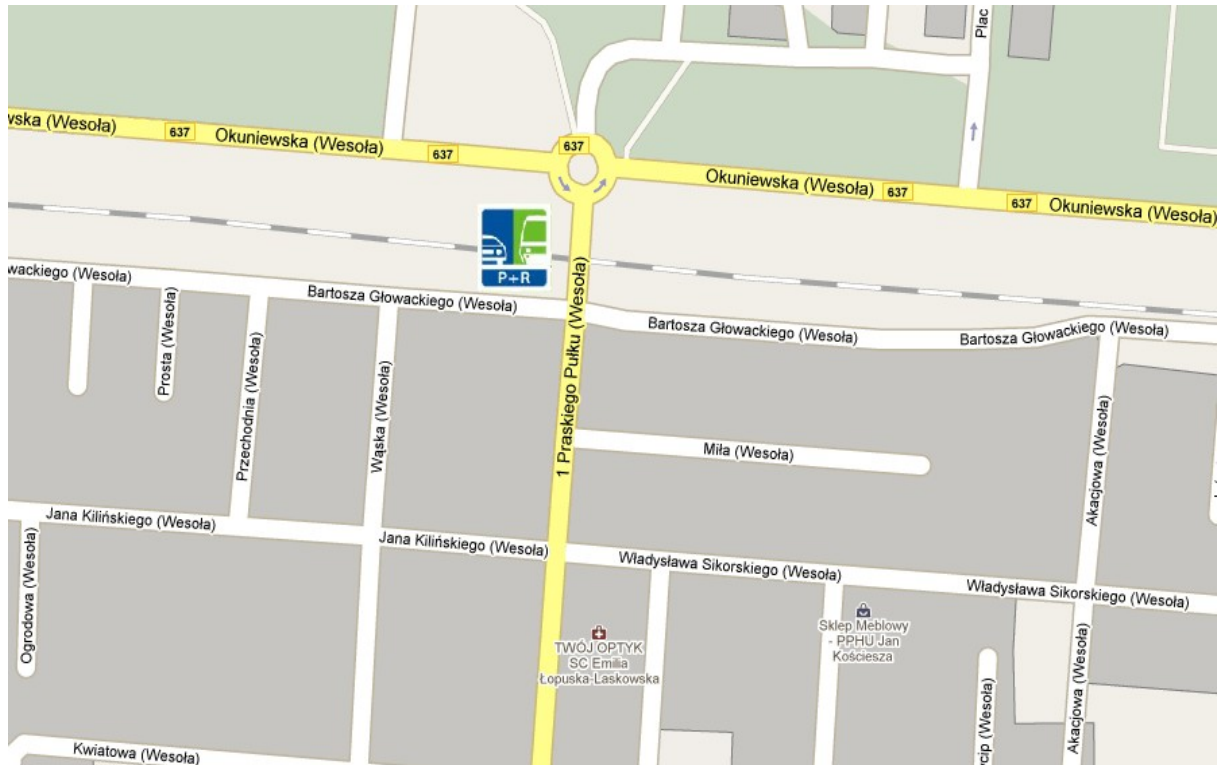 Plac
637
wska (Wesoła)
637
Okuniewska (Wesoła)
637
Okuniewska (Wesoła)
637
637
Okuniewska (Wesoła)
P+R
wackiego (Wesoła)
Bartosza Głowackiego (Wesoła)
Bartosza Głowackiego (Wesoła)
Bartosza Głowackiego (Wesoła)
Prosta (Wesoła)
Przechodnia (Wesoła)
Wąska (Wesoła)
1 Praskiego Pułku (Wesoła)
Miła (Wesoła)
Akacjowa (Wesoła)
Jana Kilińskiego (Wesoła)
Jana Kilińskiego (Wesoła)
Władysława Sikorskiego (Wesoła)
Władysława Sikorskiego (Wesoła)
Ogrodowa (Wesoła)
TWÓJ OPTYK
SC Emilia
Łopuska-Laskowska
Sklep Meblowy
- PPHU Jan
Kościesza
Akacjowa (Wesoła)
cip (Wesoła)
Kwiatowa (Wesoła)